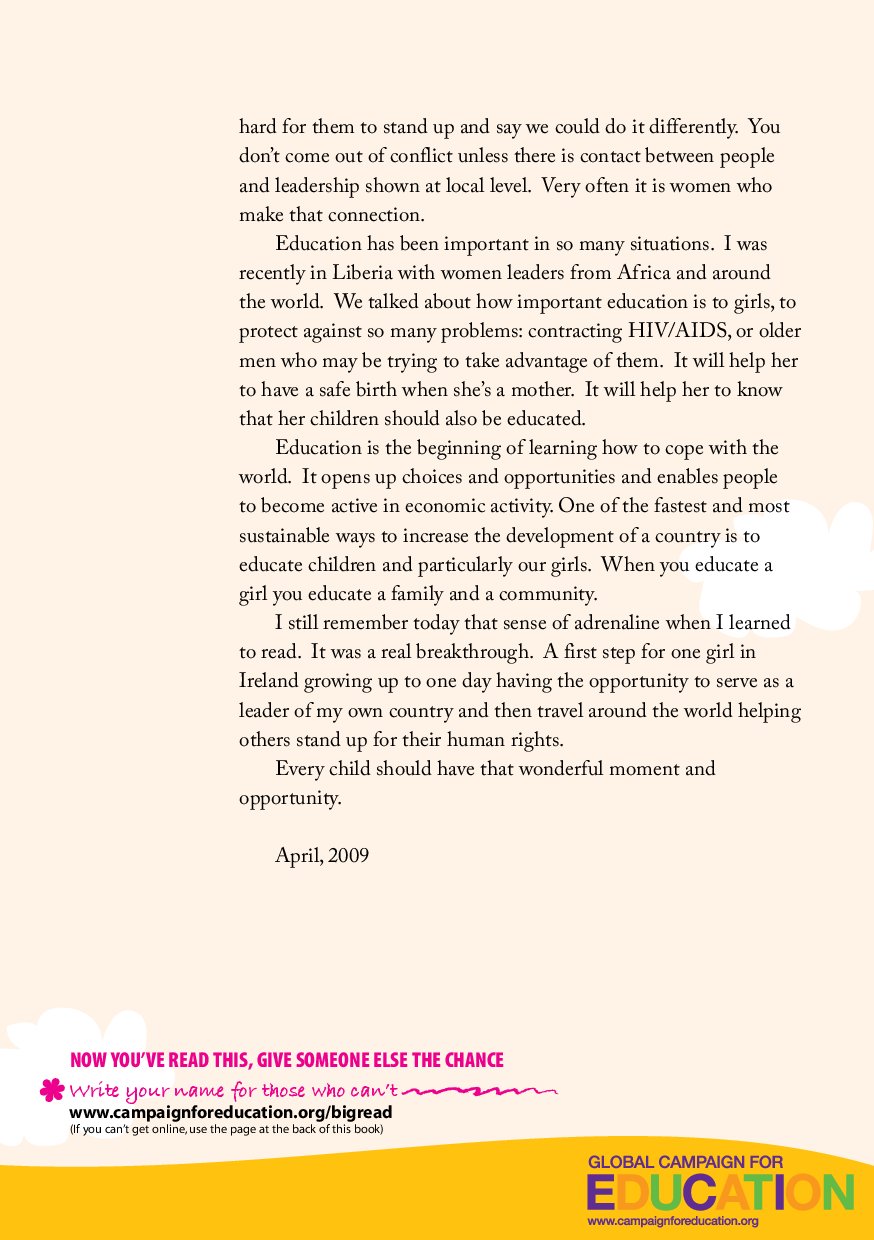 hard for them to stand up and say we could do it differently.  You
don’t come out of conflict unless there is contact between people
and leadership shown at local level.  Very often it is women who
make that connection.
Education has been important in so many situations.  I was
recently in Liberia with women leaders from Africa and around
the world.  We talked about how important education is to girls, to
protect against so many problems: contracting HIV/AIDS, or older
men who may be trying to take advantage of them.  It will help her
to have a safe birth when she’s a mother.  It will help her to know
that her children should also be educated.
Education is the beginning of learning how to cope with the
world.  It opens up choices and opportunities and enables people
to become active in economic activity. One of the fastest and most
sustainable ways to increase the development of a country is to
educate children and particularly our girls.  When you educate a
girl you educate a family and a community.
I still remember today that sense of adrenaline when I learned
to read.  It was a real breakthrough.  A first step for one girl in
Ireland growing up to one day having the opportunity to serve as a
leader of my own country and then travel around the world helping
others stand up for their human rights.
Every child should have that wonderful moment and
opportunity.
April, 2009
NOW YOU’VE READ THIS, GIVE SOMEONE ELSE THE CHANCE
Write your name for those who can’t
www.campaignforeducation.org/bigread
(If you can’t get online, use the page at the back of this book)
GLOBAL CAMPAIGN FOR
EDUCATION
www.campaignforeducation.org